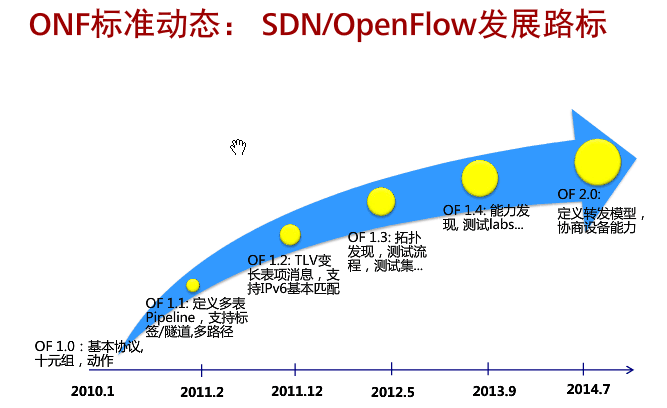 ONF标准动态： SDN/OpenFlow发展路标
OF 2.0:
定义转发模型，
协商设备能力
OF 1.4: 能力发
现, 测试labs...
OF 1.3: 拓扑
发现，测试流
程，测试集...
OF 1.2: TLV变
长表项消息，支
持IPv6基本匹配
OF 1.1: 定义多表
Pipeline，支持标
签/隧道,多路径
OF 1.0：基本协议,
十元组，动作
2010.1
2011.2
2011.12
2012.5
2013.9
2014.7